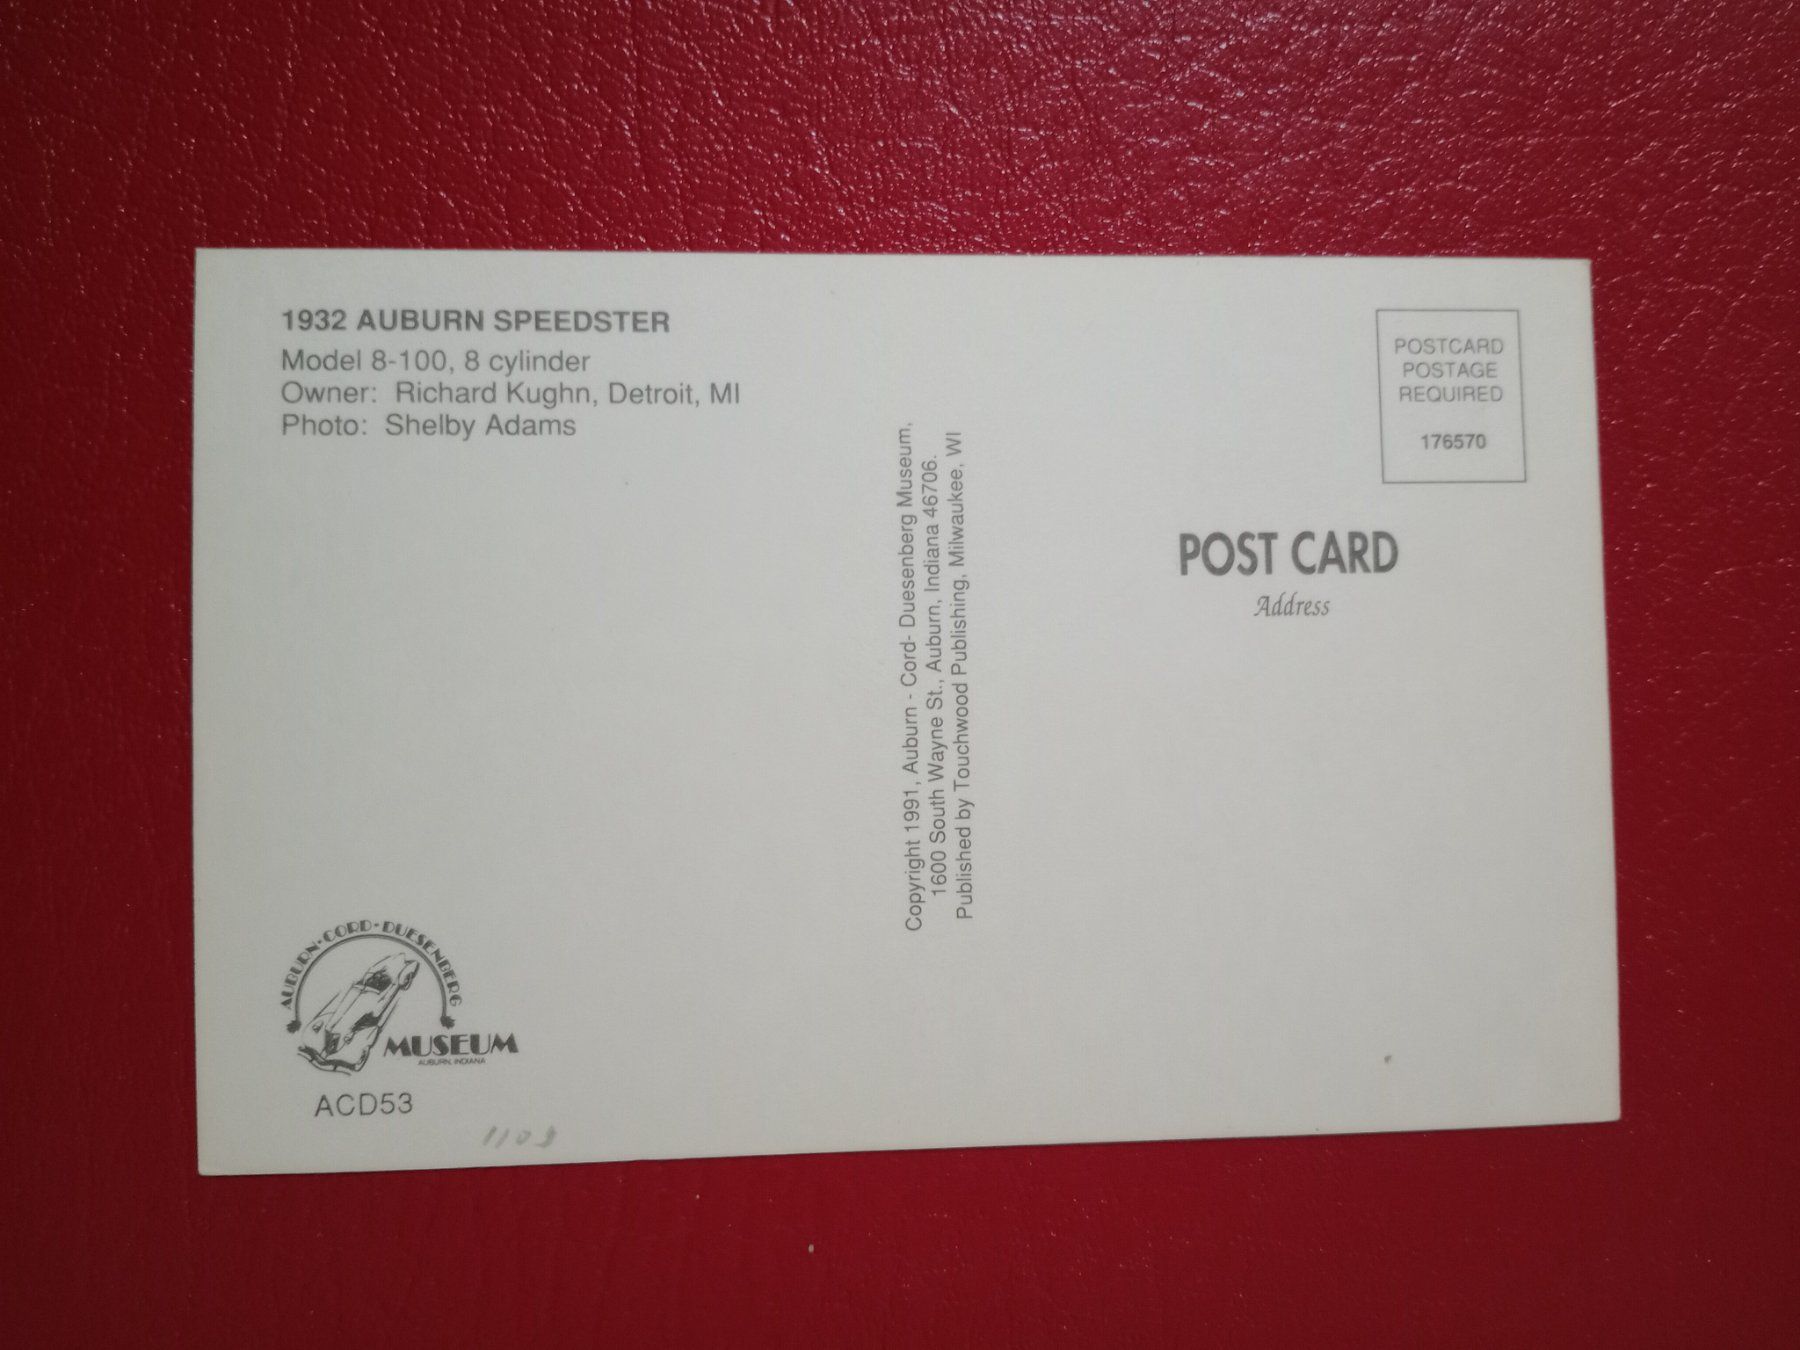 1932 AUBURN SPEEDSTER
Model 8-100, 8 cylinder
Owner: Richard Kughn, Detroit, MI
Photo: Shelby Adams
AUBURN·CORD·DUESENBERG
MUSEUM
AUBURN, INDIANA
ACD53
1108
Copyright 1991, Auburn - Cord- Duesenberg Museum,
1600 South Wayne St., Auburn, Indiana 46706.
Published by Touchwood Publishing, Milwaukee, WI
POSTCARD
POSTAGE
REQUIRED
176570
POST CARD
Address